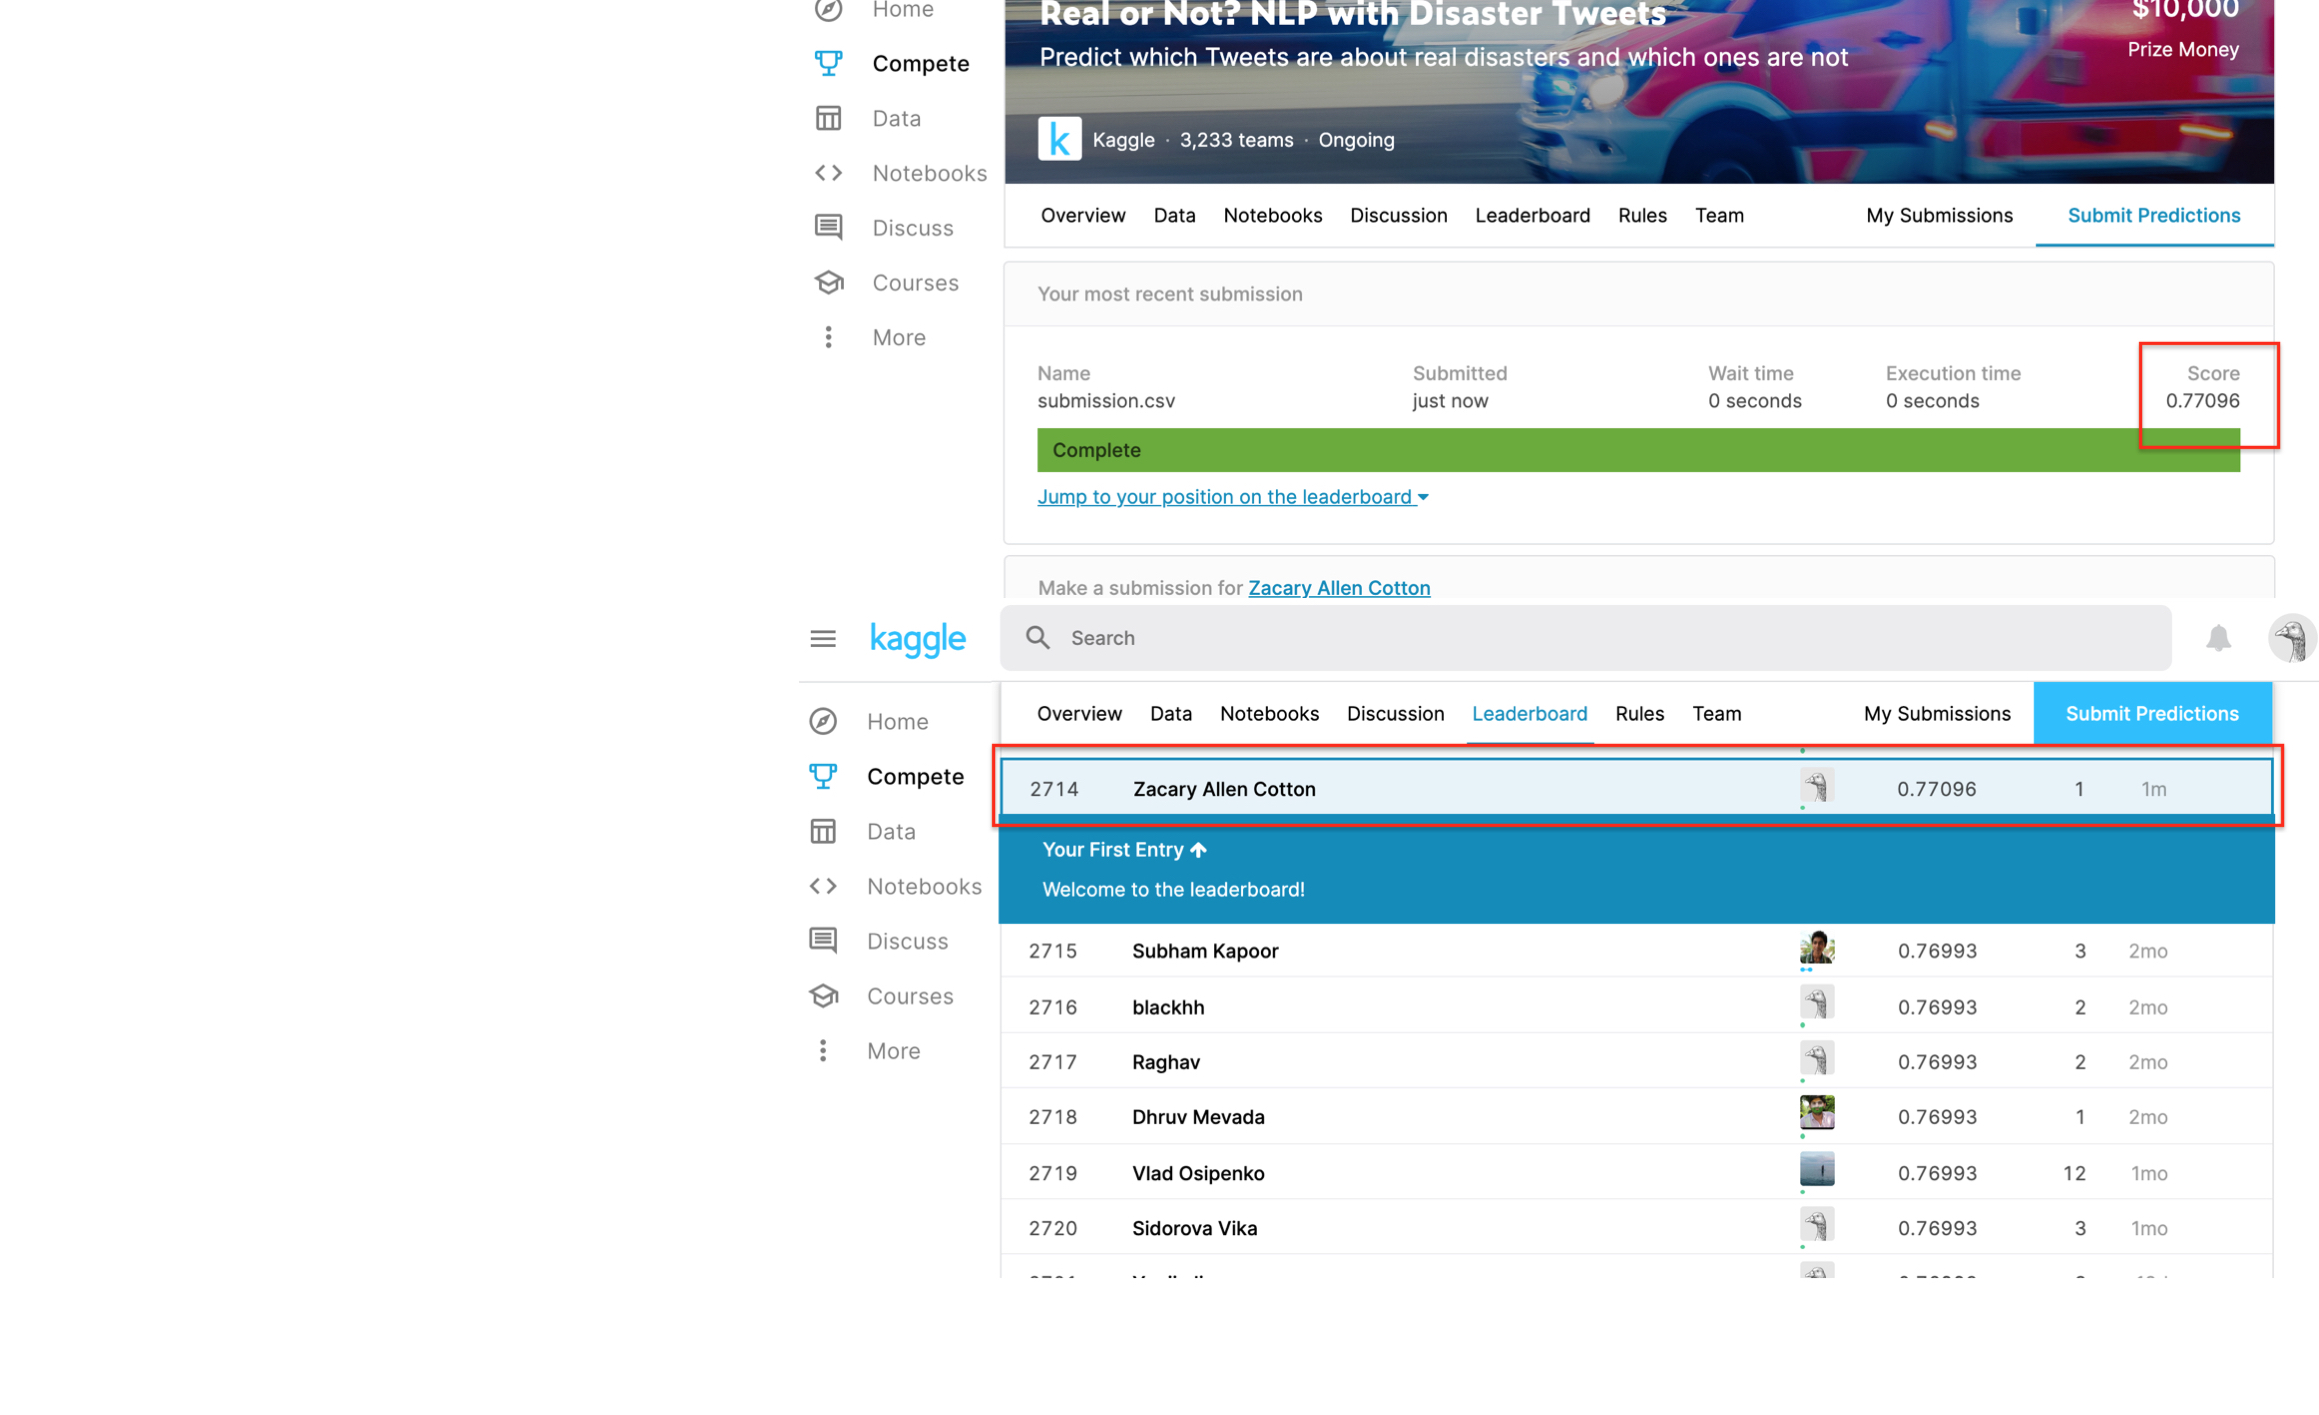 Home
Real or Not? NLP with Disaster Tweets
$10,000
Predict which Tweets are about real disasters and which ones are not
Prize Money
Compete
Data
k Kaggle · 3,233 teams · Ongoing
Notebooks
Overview Data Notebooks Discussion Leaderboard Rules Team My Submissions Submit Predictions
Discuss
Courses
Your most recent submission
More
Name Submitted Wait time Execution time Score
submission.csv just now 0 seconds 0 seconds 0.77096
Complete
Jump to your position on the leaderboard
Make a submission for Zacary Allen Cotton
kaggle Search
Overview Data Notebooks Discussion Leaderboard Rules Team My Submissions Submit Predictions
Home
Compete
2714 Zacary Allen Cotton 0.77096 1 1m
Data
Your First Entry
Notebooks
Welcome to the leaderboard!
Discuss
2715 Subham Kapoor 0.76993 3 2mo
Courses
2716 blackhh 0.76993 2 2mo
More
2717 Raghav 0.76993 2 2mo
2718 Dhruv Mevada 0.76993 1 2mo
2719 Vlad Osipenko 0.76993 12 1mo
2720 Sidorova Vika 0.76993 3 1mo